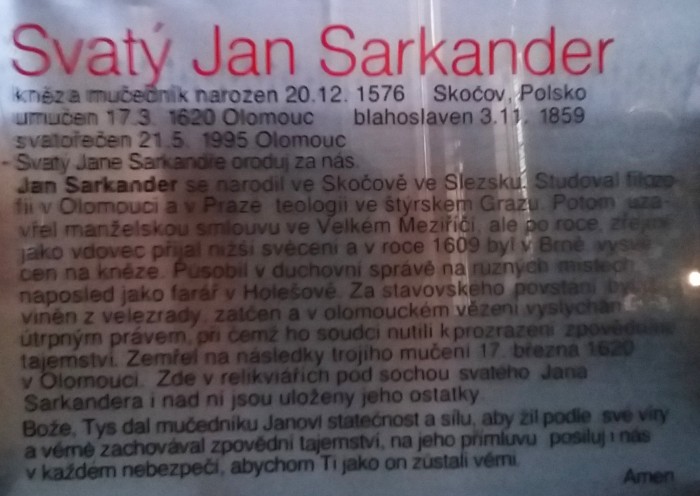 Svatý Jan Sarkander
kněz a mučedník narozen 20.12. 1576 Skočov, Polsko
umučen 17.3. 1620 Olomouc blahoslaven 3.11. 1859
svatořečen 21.5. 1995 Olomouc
- Svatý Jane Sarkandře oroduj za nás.
Jan Sarkander se narodil ve Skočově ve Slezsku. Studoval filozo-
fii v Olomouci a v Praze teologii ve štýrském Grazu. Potom uza-
vřel manželskou smlouvu ve Velkém Meziříčí, ale po roce, zřejmě
jako vdovec přijal nižší svěcení a v roce 1609 byl v Brně vysvě-
cen na kněze. Působil v duchovní správě na různých místech
naposled jako farář v Holešově. Za stavovského povstání byl
viněn z velezrady, zatčen a v olomouckém vězení vyslýchán
útrpným právem, při čemž ho soudci nutili k prozrazení zpovědního
tajemství. Zemřel na následky trojího mučení 17. března 1620
v Olomouci. Zde v relikviářích pod sochou svatého Jana
Sarkandera i nad ní jsou uloženy jeho ostatky.
Bože, Tys dal mučedníku Janovi statečnost a sílu, aby žil podle své víry
a věrně zachovával zpovědní tajemství, na jeho přímluvu posiluj i nás
v každém nebezpečí, abychom Ti jako on zůstali věrni.
Amen